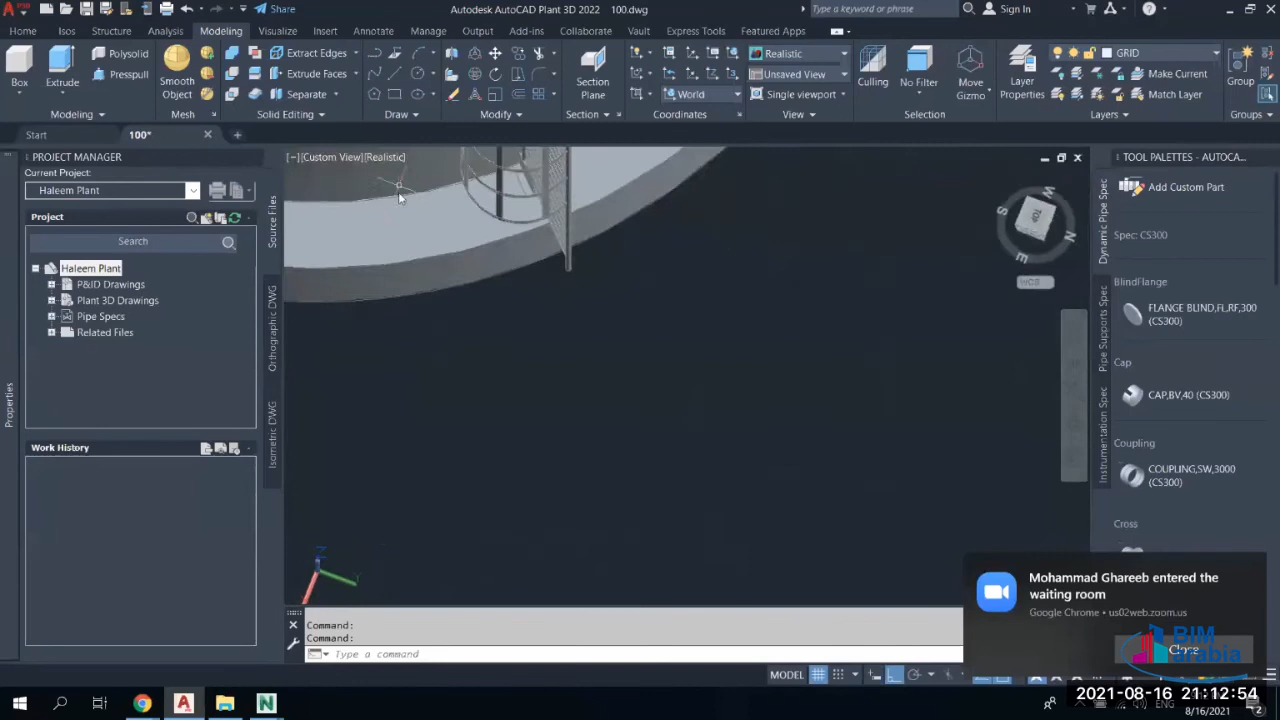 Share
Autodesk AutoCAD Plant 3D 2022 100.dwg
Type a keyword or phrase
Sign In
Home Isos Structure Analysis Modeling Visualize Insert Annotate Manage Output Add-ins Collaborate Vault Express Tools Featured Apps
Box
Extrude
Polysolid
Presspull
Smooth Object
Extract Edges
Extrude Faces
Separate
Section Plane
Realistic
Unsaved View
World
Single viewport
Culling
No Filter
Move Gizmo
Layer Properties
GRID
Make Current
Match Layer
Group
Modeling Mesh Solid Editing Draw Modify Section Coordinates View Selection Layers Groups
Start 100*
PROJECT MANAGER
Current Project:
Haleem Plant
Project
Search
Haleem Plant
P&ID Drawings
Plant 3D Drawings
Pipe Specs
Related Files
Work History
Properties
Source Files
Orthographic DWG
Isometric DWG
[−][Custom View][Realistic]
TOP
W
S
N
E
WCS
Z
Y
Command:
Command:
Type a command
MODEL
TOOL PALETTES - AUTOCA...
Dynamic Pipe Spec
Pipe Supports Spec
Instrumentation Spec
Add Custom Part
Spec: CS300
BlindFlange
FLANGE BLIND,FL,RF,300 (CS300)
Cap
CAP,BV,40 (CS300)
Coupling
COUPLING,SW,3000 (CS300)
Cross
Mohammad Ghareeb entered the waiting room
Google Chrome • us02web.zoom.us
Close
BIM
arabia
2021-08-16 21:12:54
ENG
8/16/2021
2